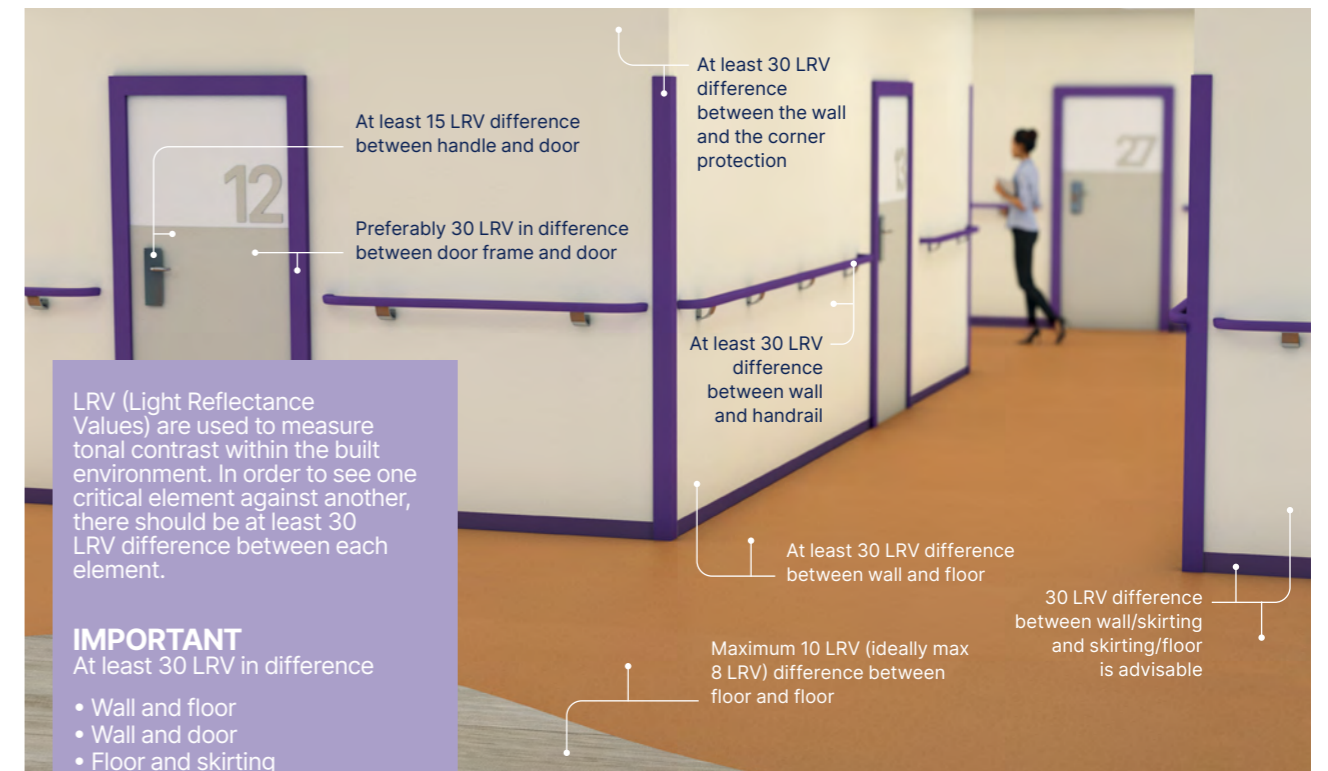 At least 30 LRV
difference
between the wall
and the corner
protection
At least 15 LRV difference
between handle and door
12
27
Preferably 30 LRV in difference
between door frame and door
At least 30 LRV
difference
between wall
and handrail
LRV (Light Reflectance
Values) are used to measure
tonal contrast within the built
environment. In order to see one
critical element against another,
there should be at least 30
LRV difference between each
element.
At least 30 LRV difference
between wall and floor
30 LRV difference
between wall/skirting
and skirting/floor
is advisable
IMPORTANT
At least 30 LRV in difference
• Wall and floor
• Wall and door
• Floor and skirting
Maximum 10 LRV (ideally max
8 LRV) difference between
floor and floor